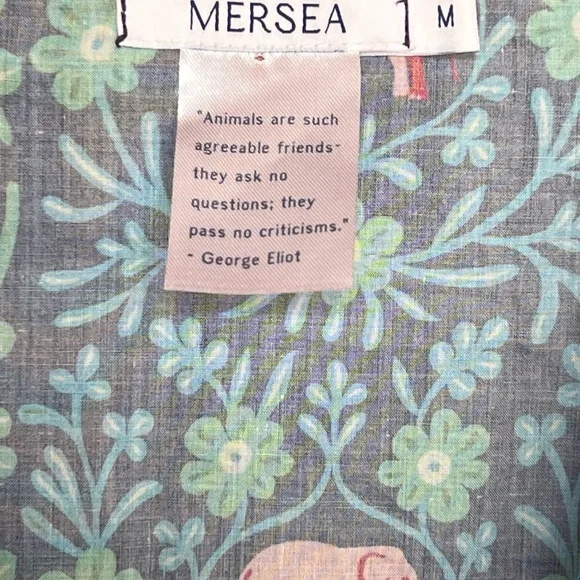 MERSEA
M
"Animals are such
agreeable friends-
they ask no
questions; they
pass no criticisms."
- George Eliot